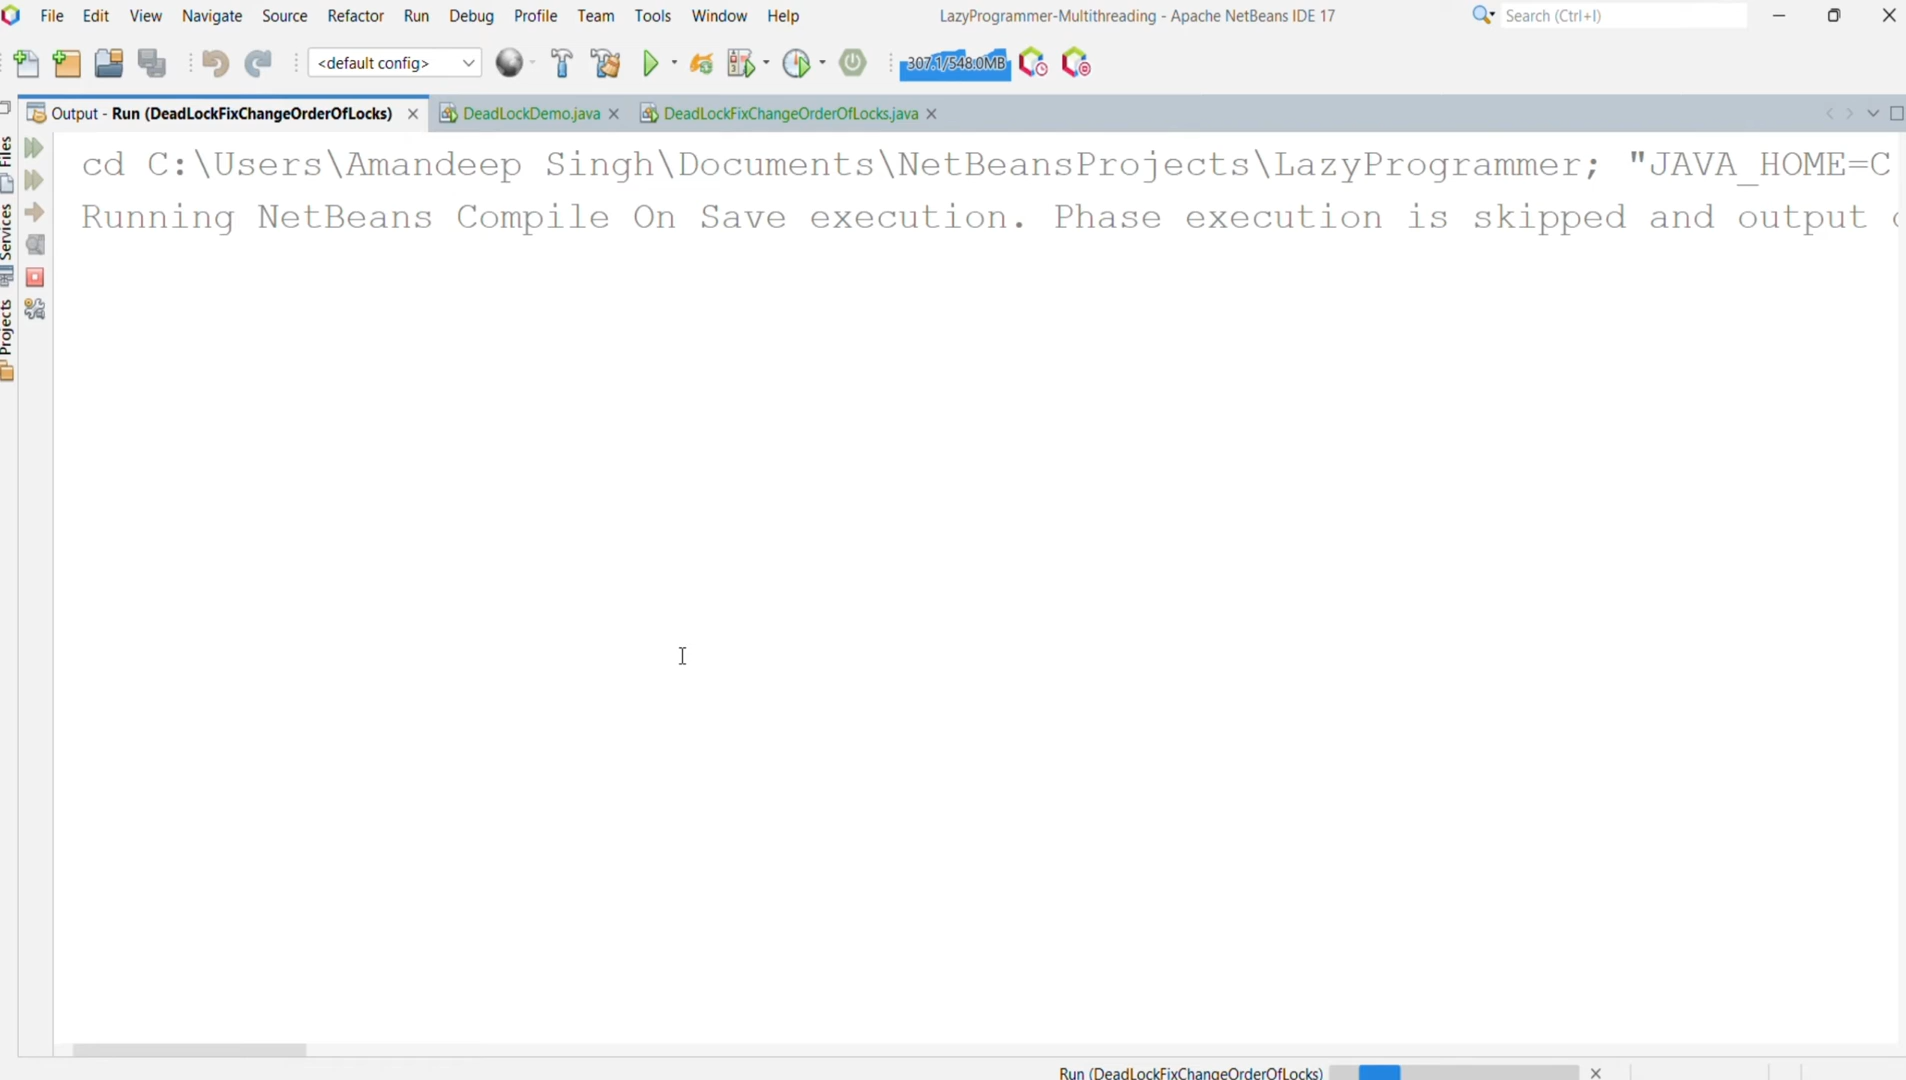 File Edit View Navigate Source Refactor Run Debug Profile Team Tools Window Help LazyProgrammer-Multithreading - Apache NetBeans IDE 17 Search (Ctrl+I)
<default config> 307.1/548.0MB
Output - Run (DeadLockFixChangeOrderOfLocks) DeadLockDemo.java DeadLockFixChangeOrderOfLocks.java
Files
Services
Projects
cd C:\Users\Amandeep Singh\Documents\NetBeansProjects\LazyProgrammer; "JAVA_HOME=C
Running NetBeans Compile On Save execution. Phase execution is skipped and output
Run (DeadLockFixChangeOrderOfLocks)